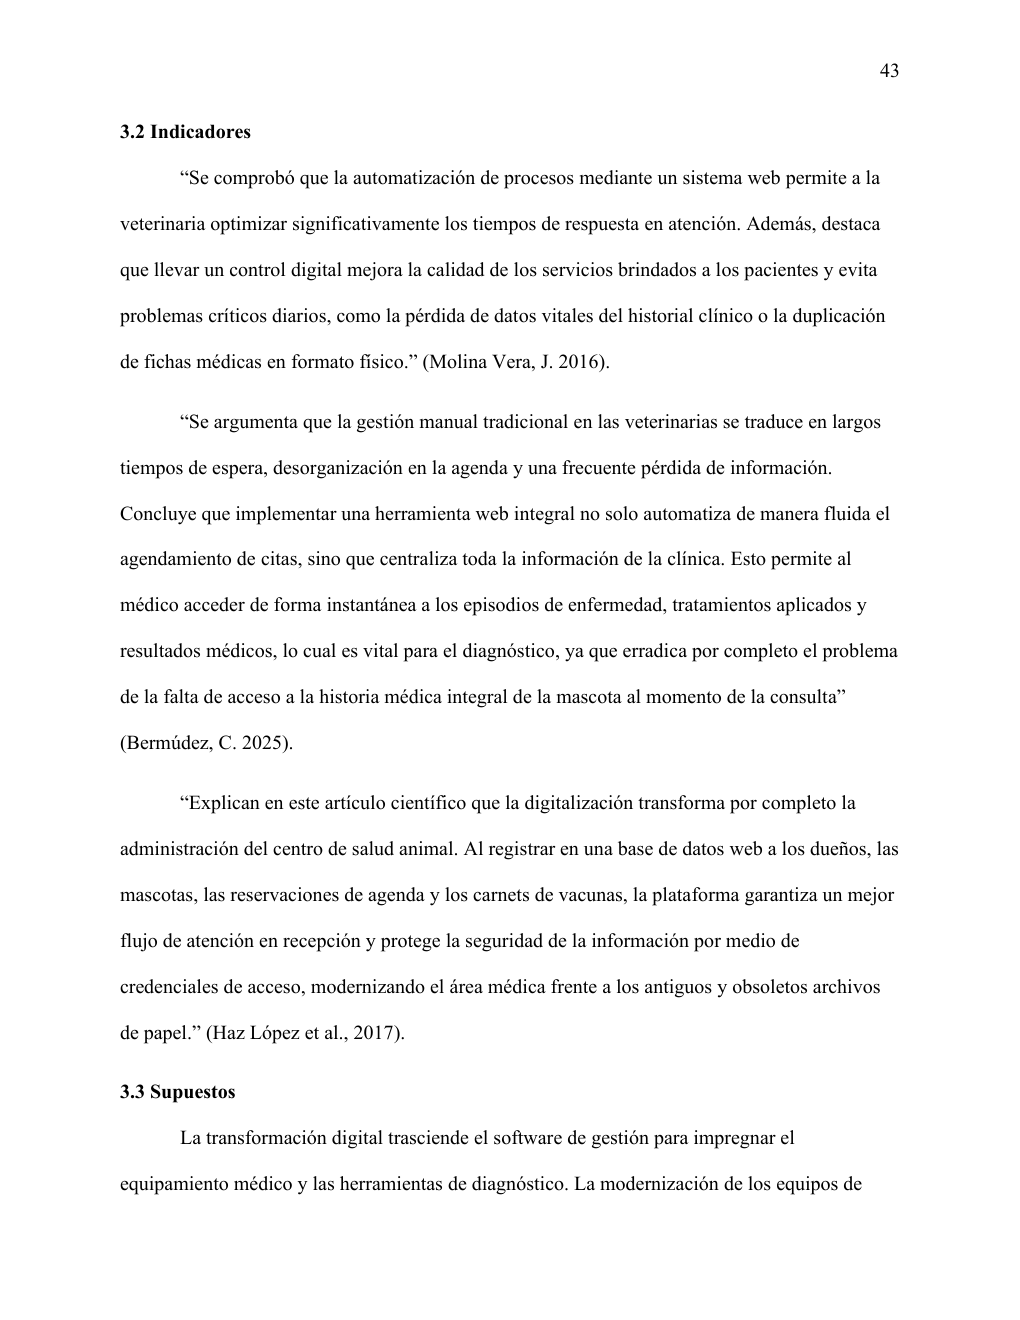 43
3.2 Indicadores
“Se comprobó que la automatización de procesos mediante un sistema web permite a la
veterinaria optimizar significativamente los tiempos de respuesta en atención. Además, destaca
que llevar un control digital mejora la calidad de los servicios brindados a los pacientes y evita
problemas críticos diarios, como la pérdida de datos vitales del historial clínico o la duplicación
de fichas médicas en formato físico.” (Molina Vera, J. 2016).
“Se argumenta que la gestión manual tradicional en las veterinarias se traduce en largos
tiempos de espera, desorganización en la agenda y una frecuente pérdida de información.
Concluye que implementar una herramienta web integral no solo automatiza de manera fluida el
agendamiento de citas, sino que centraliza toda la información de la clínica. Esto permite al
médico acceder de forma instantánea a los episodios de enfermedad, tratamientos aplicados y
resultados médicos, lo cual es vital para el diagnóstico, ya que erradica por completo el problema
de la falta de acceso a la historia médica integral de la mascota al momento de la consulta”
(Bermúdez, C. 2025).
“Explican en este artículo científico que la digitalización transforma por completo la
administración del centro de salud animal. Al registrar en una base de datos web a los dueños, las
mascotas, las reservaciones de agenda y los carnets de vacunas, la plataforma garantiza un mejor
flujo de atención en recepción y protege la seguridad de la información por medio de
credenciales de acceso, modernizando el área médica frente a los antiguos y obsoletos archivos
de papel.” (Haz López et al., 2017).
3.3 Supuestos
La transformación digital trasciende el software de gestión para impregnar el
equipamiento médico y las herramientas de diagnóstico. La modernización de los equipos de